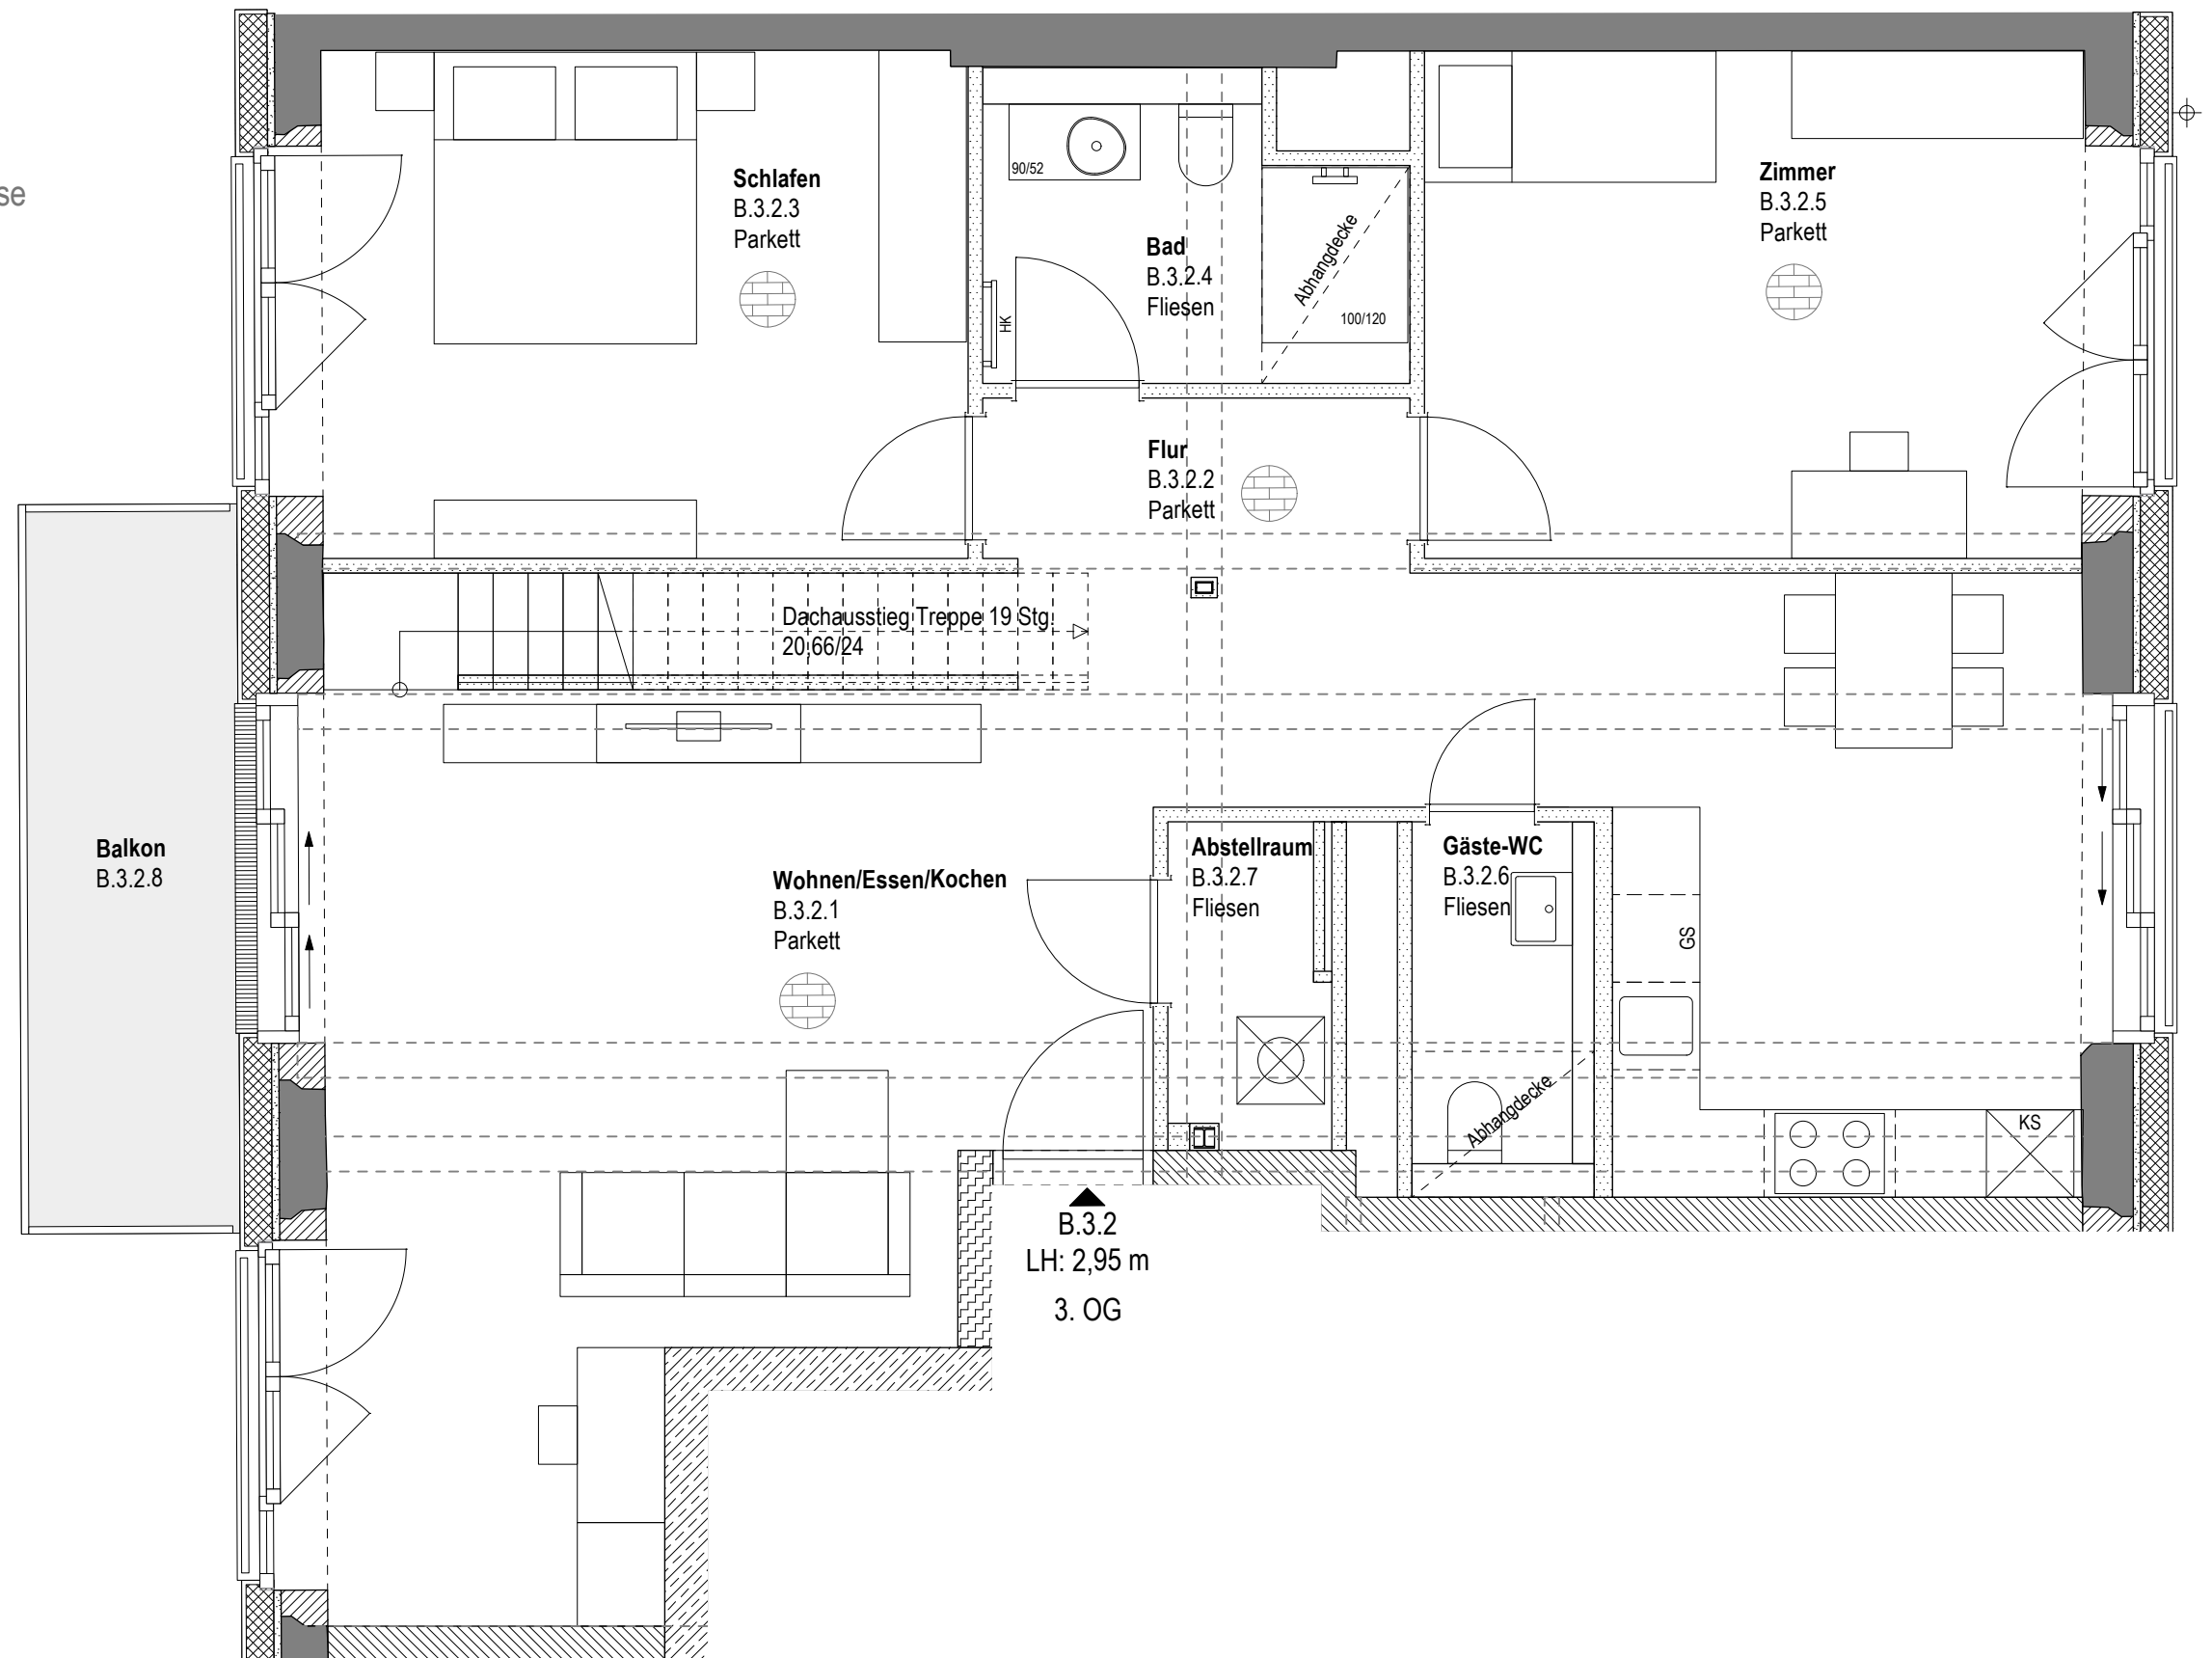 se
Schlafen
B.3.2.3
Parkett
90/52
HK
Bad
B.3.2.4
Fliesen
Abhangdecke
100/120
Zimmer
B.3.2.5
Parkett
Flur
B.3.2.2
Parkett
Dachausstieg Treppe 19 Stg.
20,66/24
Balkon
B.3.2.8
Wohnen/Essen/Kochen
B.3.2.1
Parkett
Abstellraum
B.3.2.7
Fliesen
Gäste-WC
B.3.2.6
Fliesen
Abhangdecke
GS
KS
B.3.2
LH: 2,95 m
3. OG